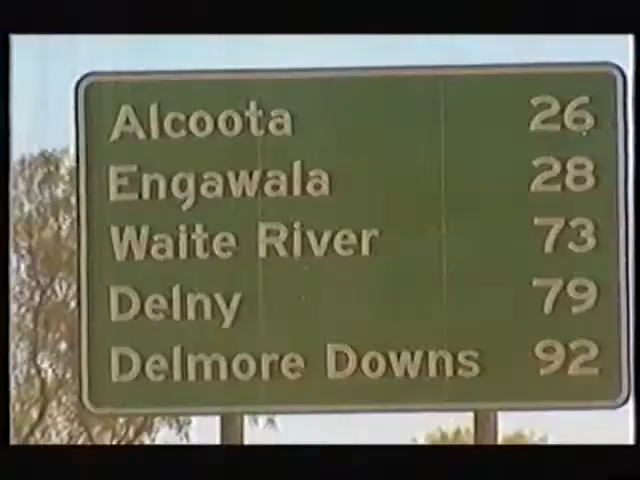 Alcoota 26
Engawala 28
Waite River 73
Delny 79
Delmore Downs 92